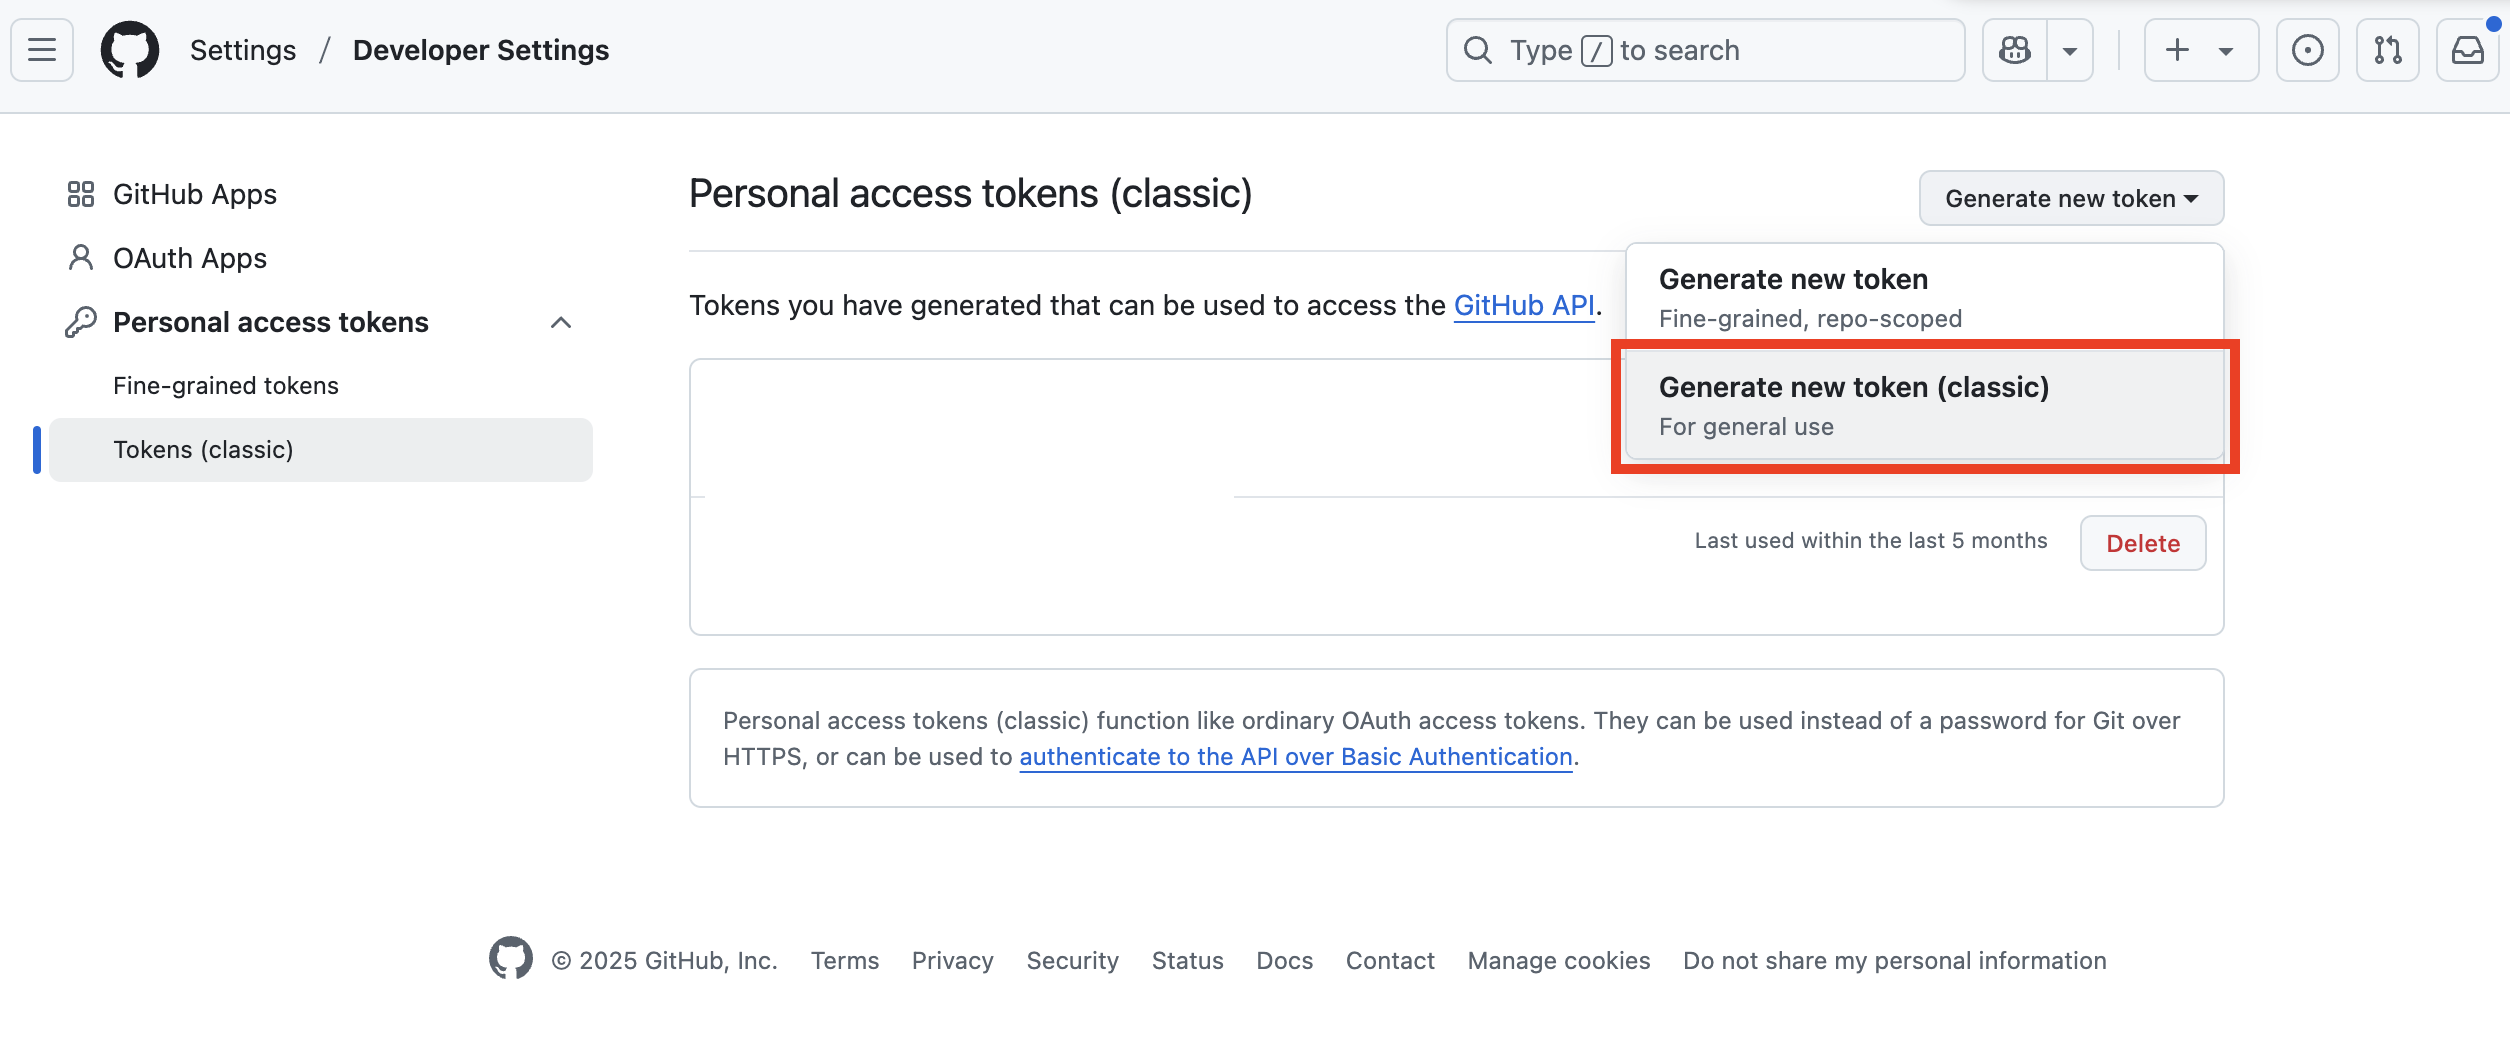 Settings / Developer Settings
Type / to search
GitHub Apps
OAuth Apps
Personal access tokens
Fine-grained tokens
Tokens (classic)
Personal access tokens (classic)
Generate new token
Tokens you have generated that can be used to access the GitHub API.
Generate new token
Fine-grained, repo-scoped
Generate new token (classic)
For general use
Last used within the last 5 months
Delete
Personal access tokens (classic) function like ordinary OAuth access tokens. They can be used instead of a password for Git over
HTTPS, or can be used to authenticate to the API over Basic Authentication.
© 2025 GitHub, Inc. Terms Privacy Security Status Docs Contact Manage cookies Do not share my personal information